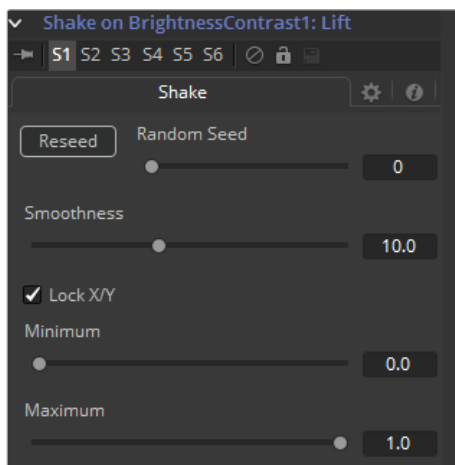 Shake on BrightnessContrast1: Lift
S1 S2 S3 S4 S5 S6
Shake
Reseed
Random Seed
0
Smoothness
10.0
Lock X/Y
Minimum
0.0
Maximum
1.0